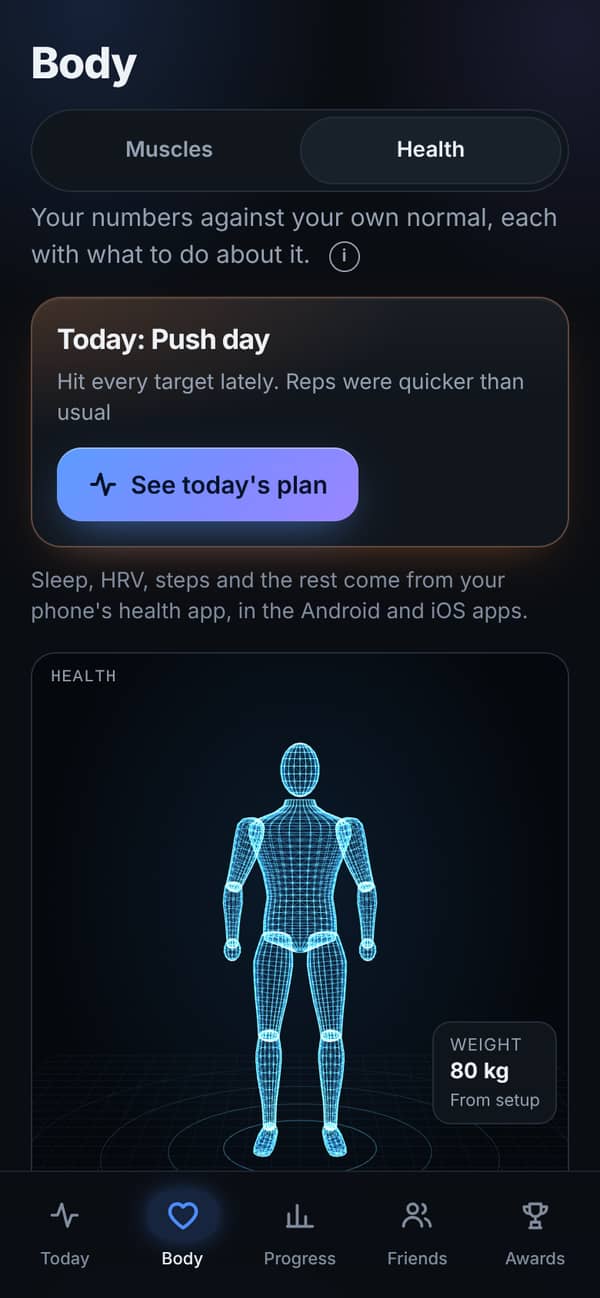 Body
Muscles
Health
Your numbers against your own normal, each
with what to do about it. i
Today: Push day
Hit every target lately. Reps were quicker than
usual
See today's plan
Sleep, HRV, steps and the rest come from your
phone's health app, in the Android and iOS apps.
HEALTH
WEIGHT
80 kg
From setup
Today
Body
Progress
Friends
Awards